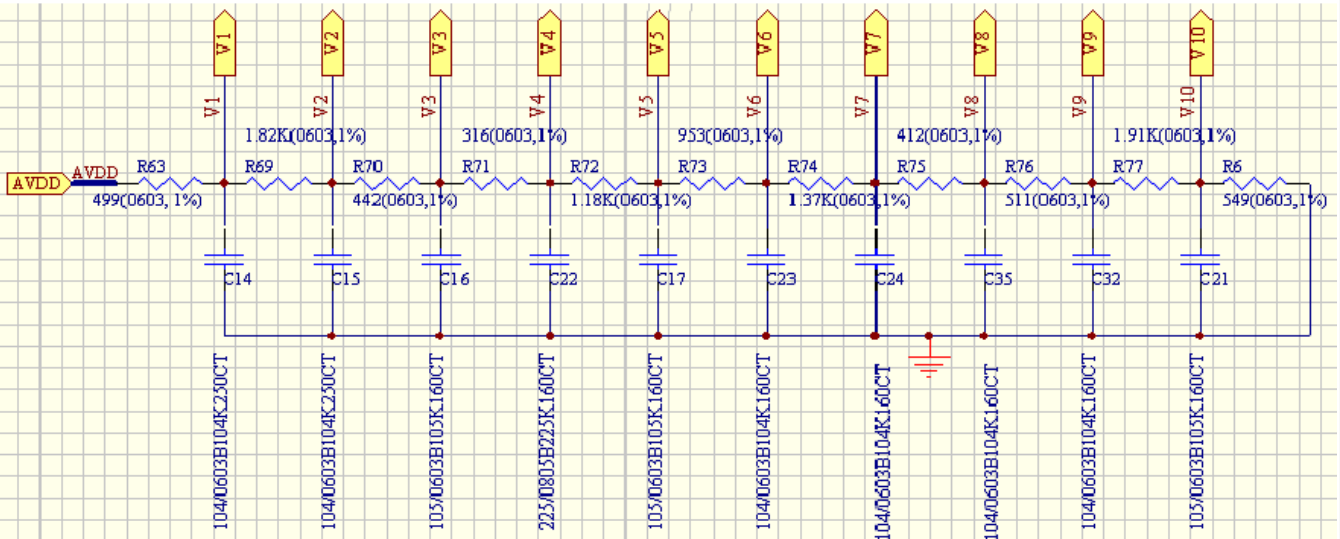 V1 V2 V3 V4 V5 V6 V7 V8 V9 V10
V1 V2 V3 V4 V5 V6 V7 V8 V9 V10
1.82K(0603,1%) 316(0603,1%) 953(0603,1%) 412(0603,1%) 1.91K(0603,1%)
AVDD AVDD R63 R69 R70 R71 R72 R73 R74 R75 R76 R77 R6
499(0603, 1%) 442(0603,1%) 1.18K(0603,1%) 1.37K(0603,1%) 511(0603,1%) 549(0603,1%)
C14 C15 C16 C22 C17 C23 C24 C35 C32 C21
104/0603B104K250CT
104/0603B104K250CT
105/0603B105K160CT
225/0805B225K160CT
105/0603B105K160CT
104/0603B104K160CT
104/0603B104K160CT
104/0603B104K160CT
104/0603B104K160CT
105/0603B105K160CT